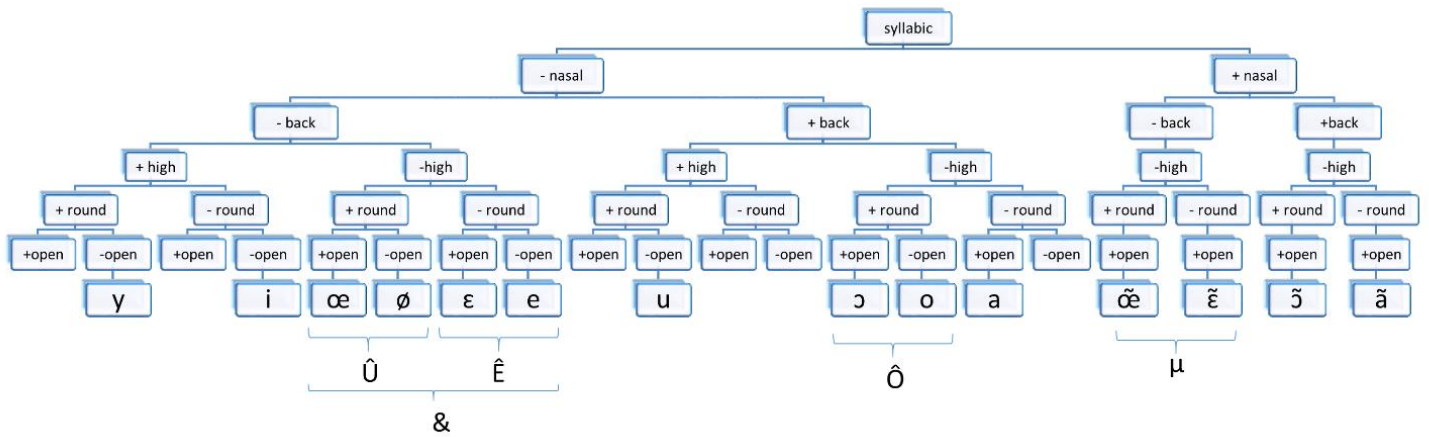 syllabic
- nasal + nasal
- back + back - back +back
+ high -high + high -high -high -high
+ round - round + round - round + round - round + round - round + round - round + round - round
+open -open +open -open +open -open +open -open +open -open +open -open +open -open +open -open +open +open +open +open
y i œ ø ε e u ɔ o a œ̃ ε̃ ɔ̃ ã
Û Ê Ô µ
&